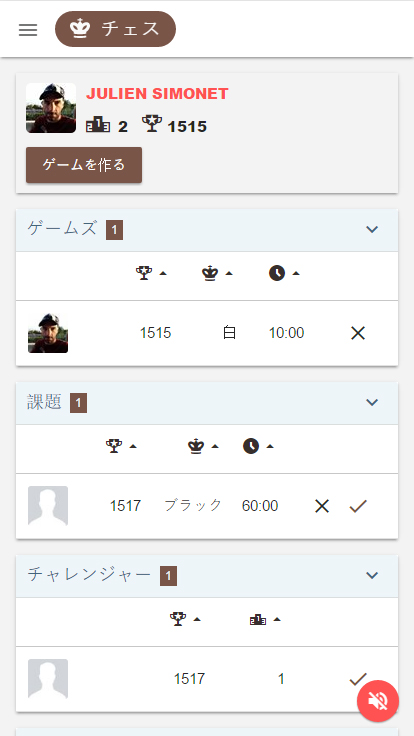 チェス
JULIEN SIMONET
2 1515
ゲームを作る
ゲームズ 1
1515 白 10:00
課題 1
1517 ブラック 60:00
チャレンジャー 1
1517 1